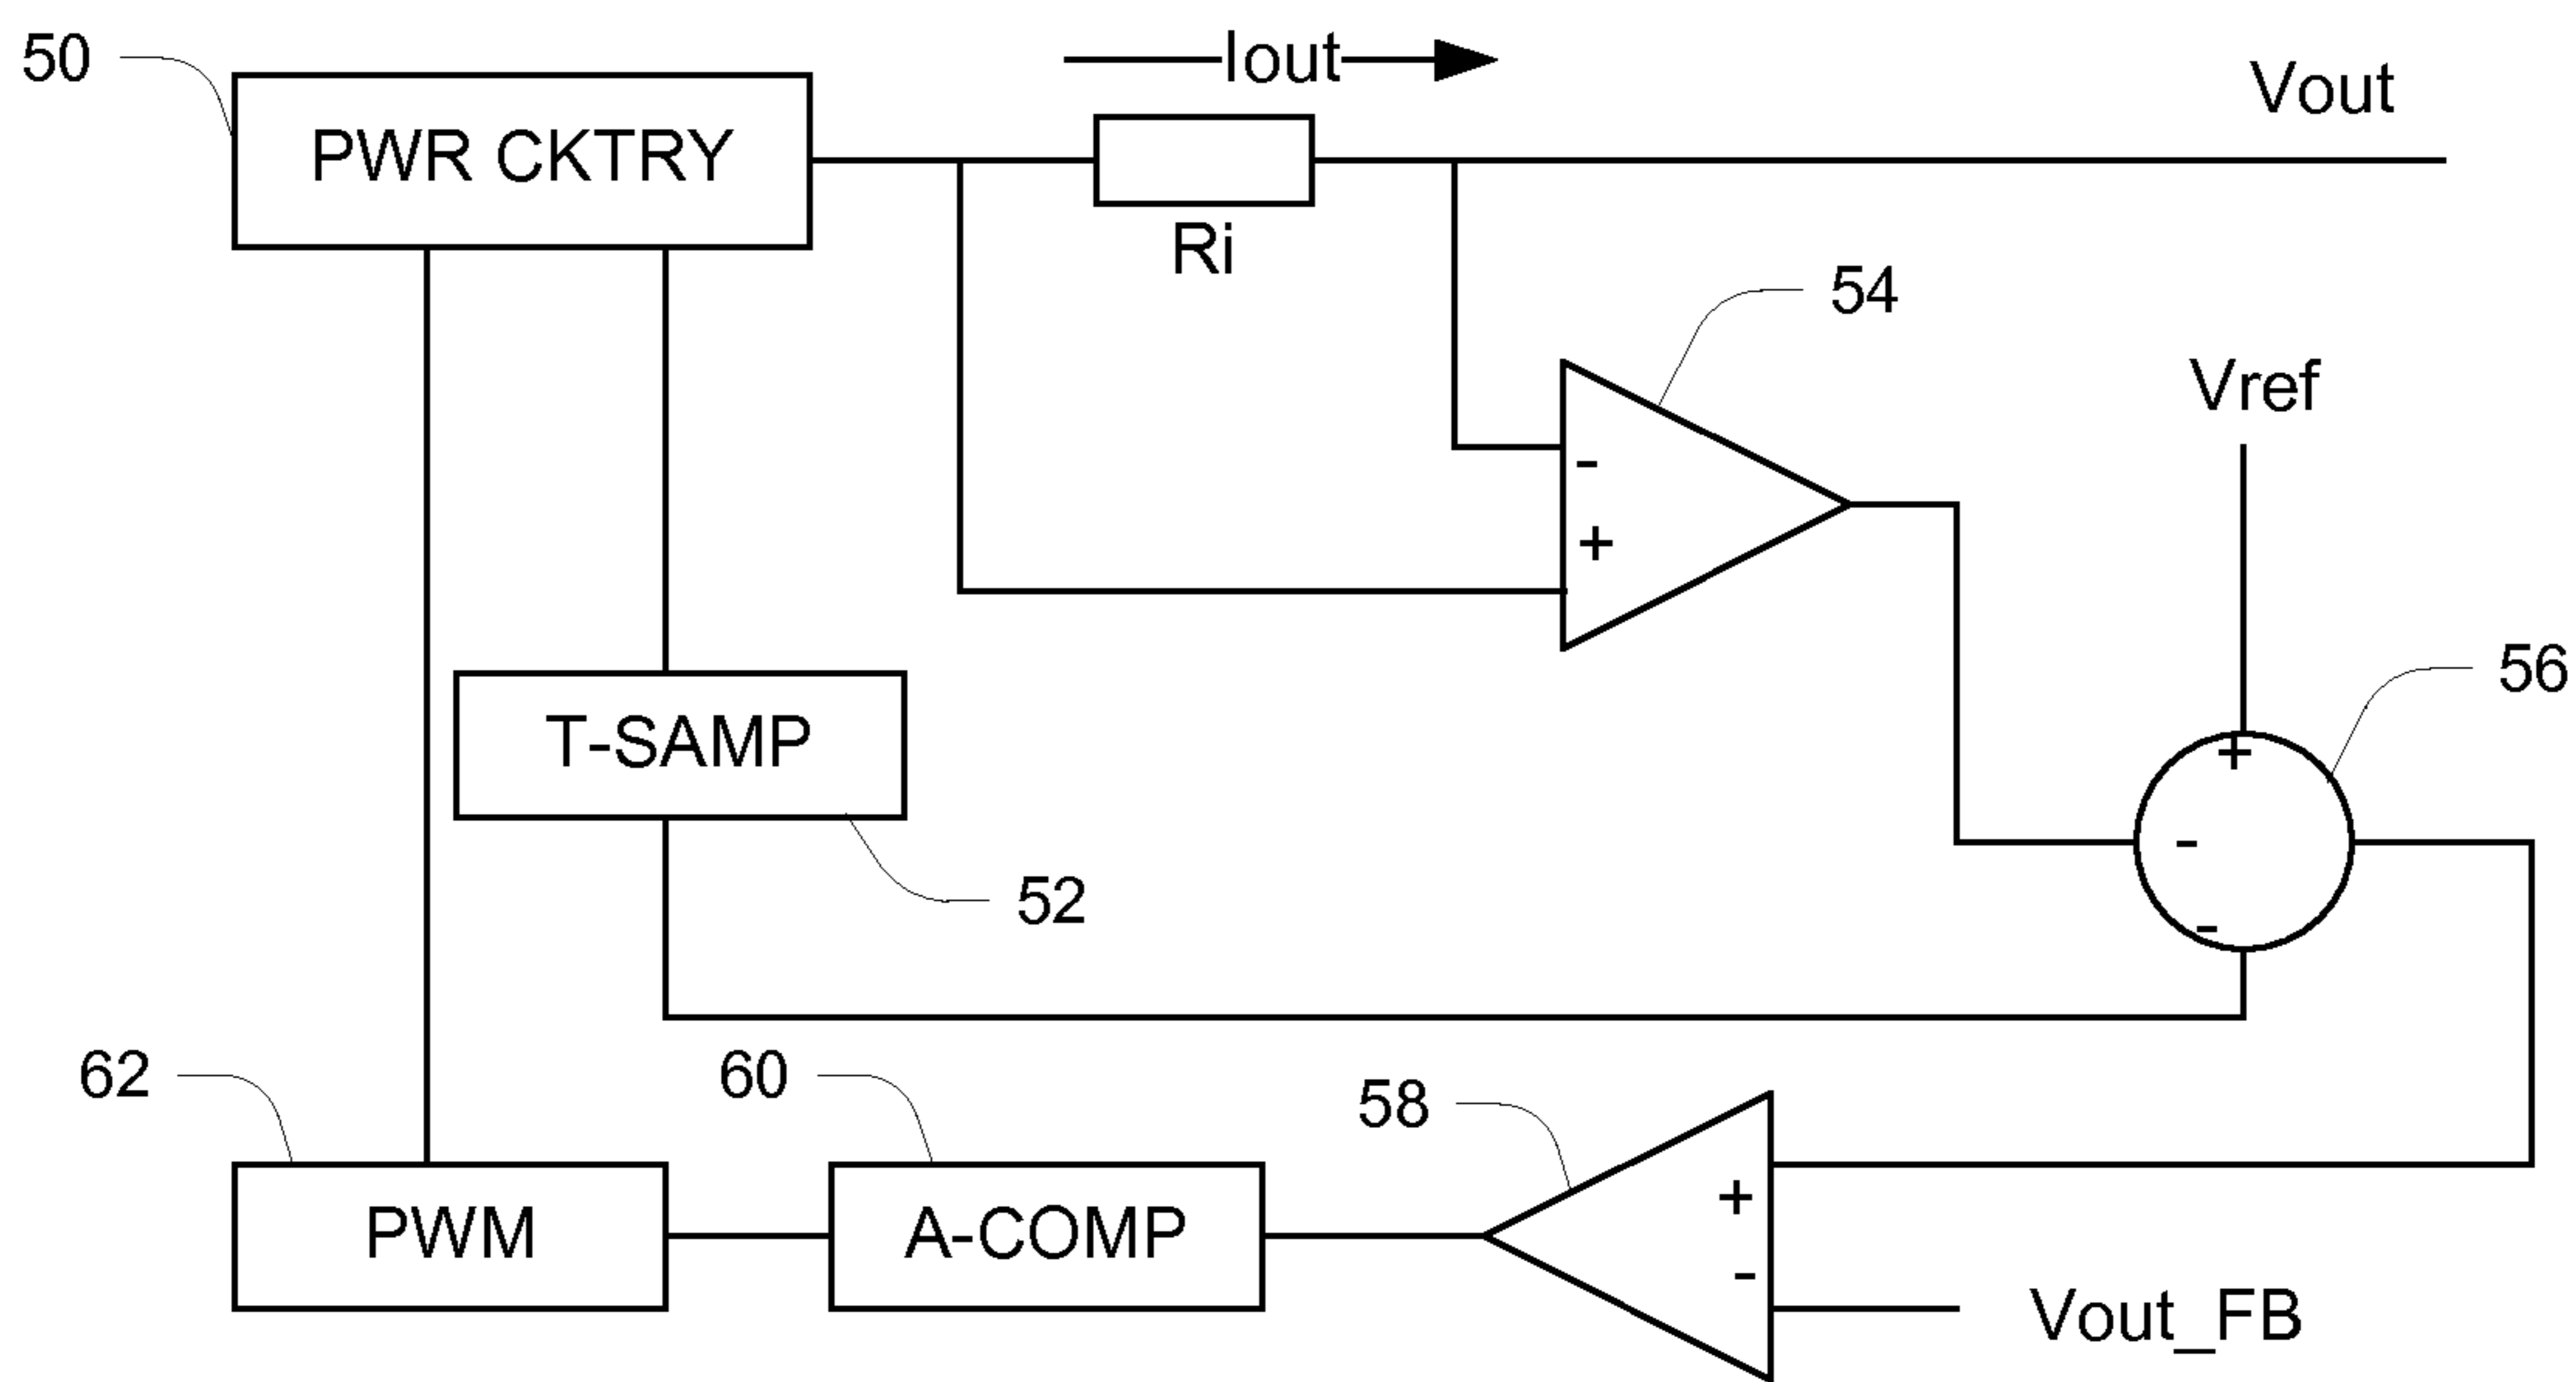 50
Iout
Vout
PWR CKTRY
Ri
54
-
+
Vref
56
+
-
-
T-SAMP
52
62
60
58
PWM
A-COMP
+
-
Vout_FB